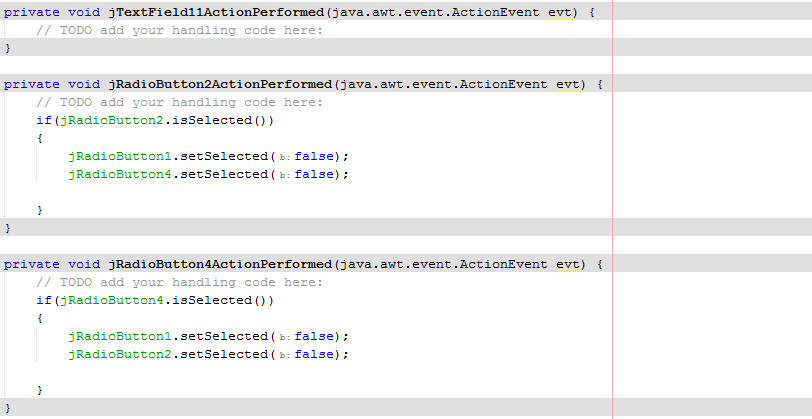 private void jTextField11ActionPerformed(java.awt.event.ActionEvent evt) {
// TODO add your handling code here:
}
private void jRadioButton2ActionPerformed(java.awt.event.ActionEvent evt) {
// TODO add your handling code here:
if(jRadioButton2.isSelected())
{
jRadioButton1.setSelected( b: false);
jRadioButton4.setSelected( b: false);
}
}
private void jRadioButton4ActionPerformed(java.awt.event.ActionEvent evt) {
// TODO add your handling code here:
if(jRadioButton4.isSelected())
{
jRadioButton1.setSelected( b: false);
jRadioButton2.setSelected( b: false);
}
}